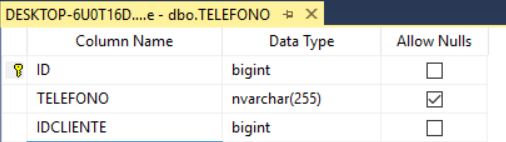 DESKTOP-6U0T16D....e - dbo.TELEFONO
Column Name Data Type Allow Nulls
ID bigint
TELEFONO nvarchar(255)
IDCLIENTE bigint